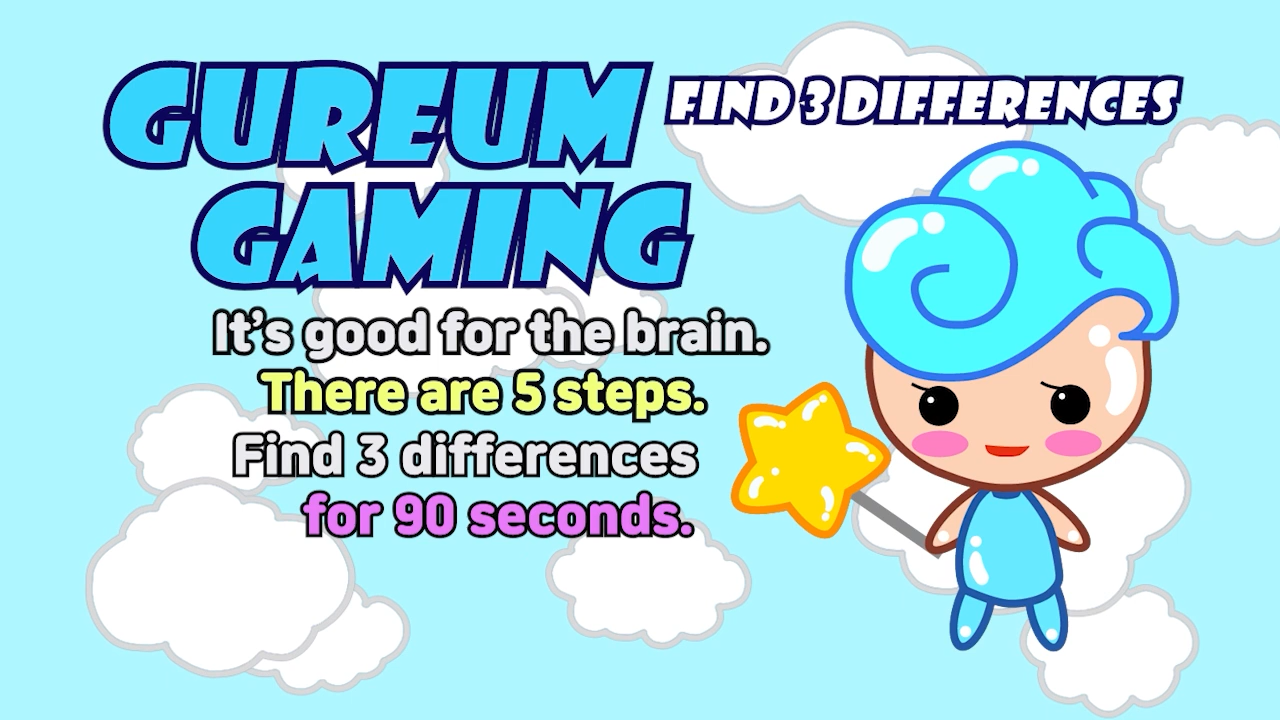 GUREUM
FIND 3 DIFFERENCES
GAMING
It's good for the brain.
There are 5 steps.
Find 3 differences
for 90 seconds.